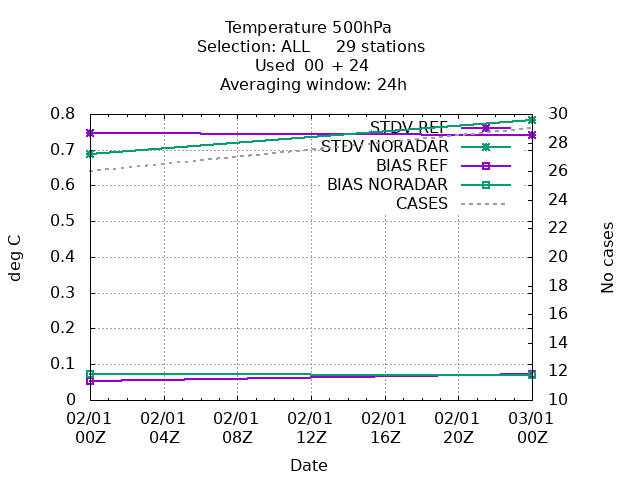 Temperature 500hPa
Selection: ALL 29 stations
Used 00 + 24
Averaging window: 24h
0.8
0.7
0.6
0.5
0.4
0.3
0.2
0.1
0
deg C
STDV REF
STDV NORADAR
BIAS REF
BIAS NORADAR
CASES
30
28
26
24
22
20
18
16
14
12
10
No cases
02/01 02/01 02/01 02/01 02/01 02/01 03/01
00Z 04Z 08Z 12Z 16Z 20Z 00Z
Date